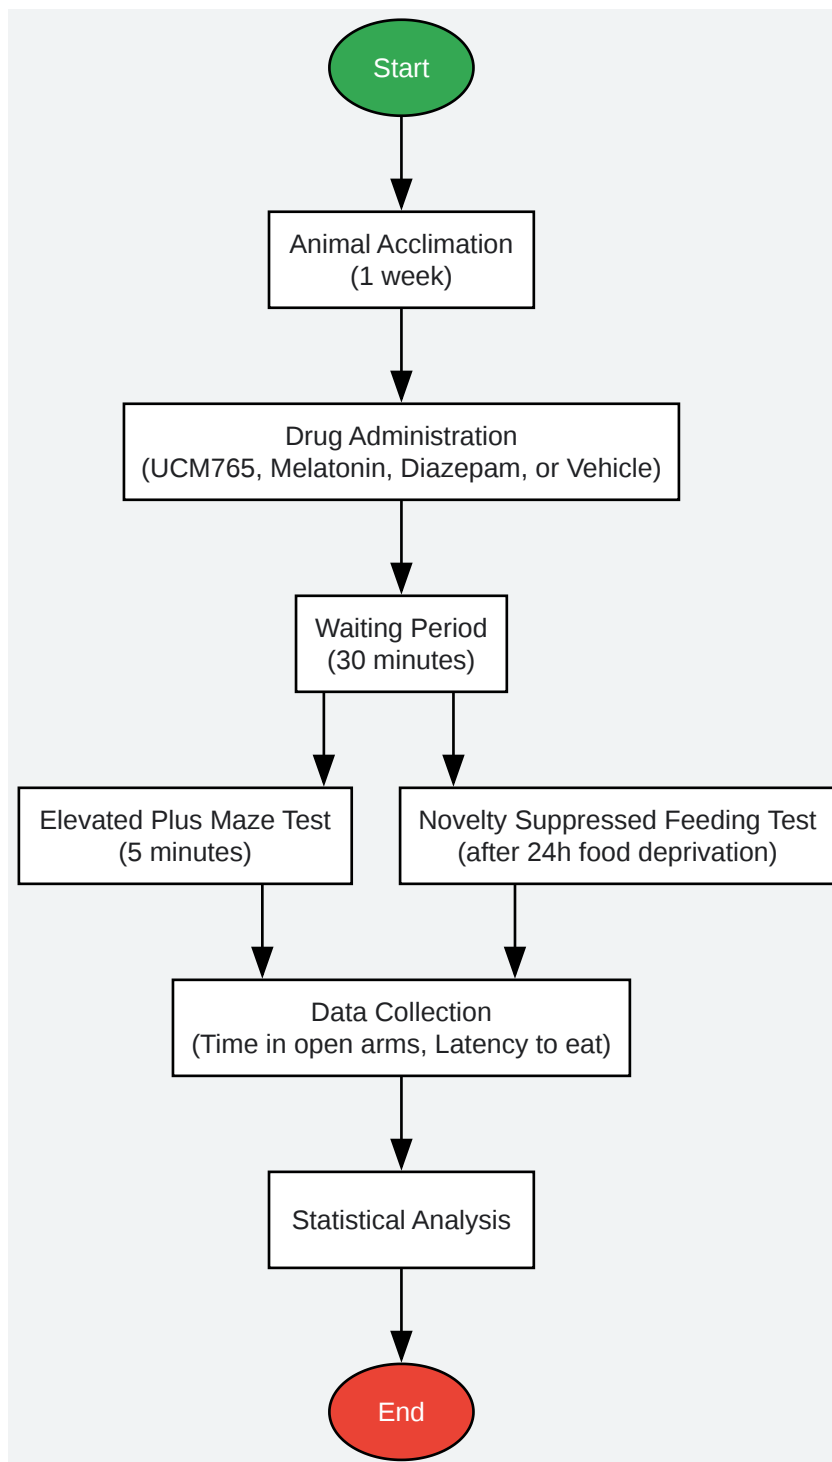 Start
Animal Acclimation
(1 week)
Drug Administration
(UCM765, Melatonin, Diazepam, or Vehicle)
Waiting Period
(30 minutes)
Elevated Plus Maze Test
(5 minutes)
Novelty Suppressed Feeding Test
(after 24h food deprivation)
Data Collection
(Time in open arms, Latency to eat)
Statistical Analysis
End